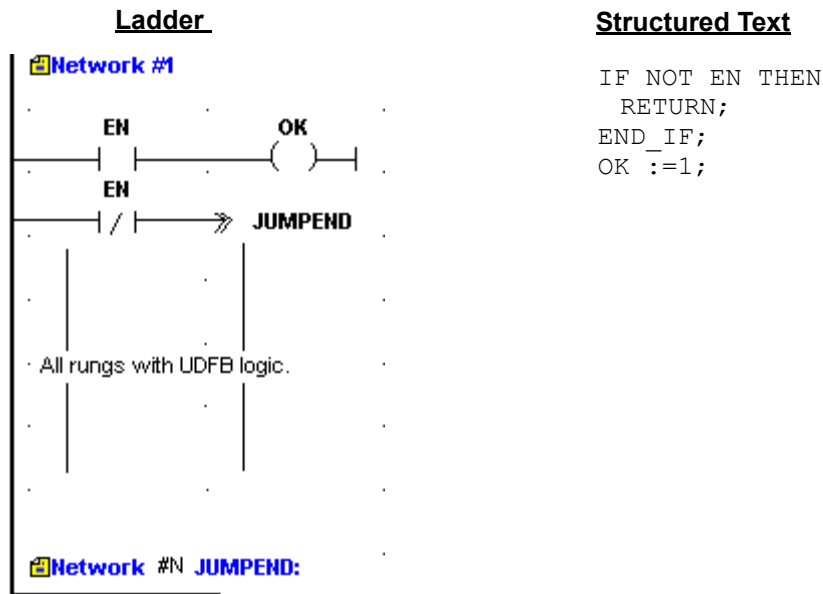 Ladder
Network #1
EN OK
EN
JUMPEND
All rungs with UDFB logic.
Network #N JUMPEND:
Structured Text
IF NOT EN THEN
RETURN;
END_IF;
OK :=1;